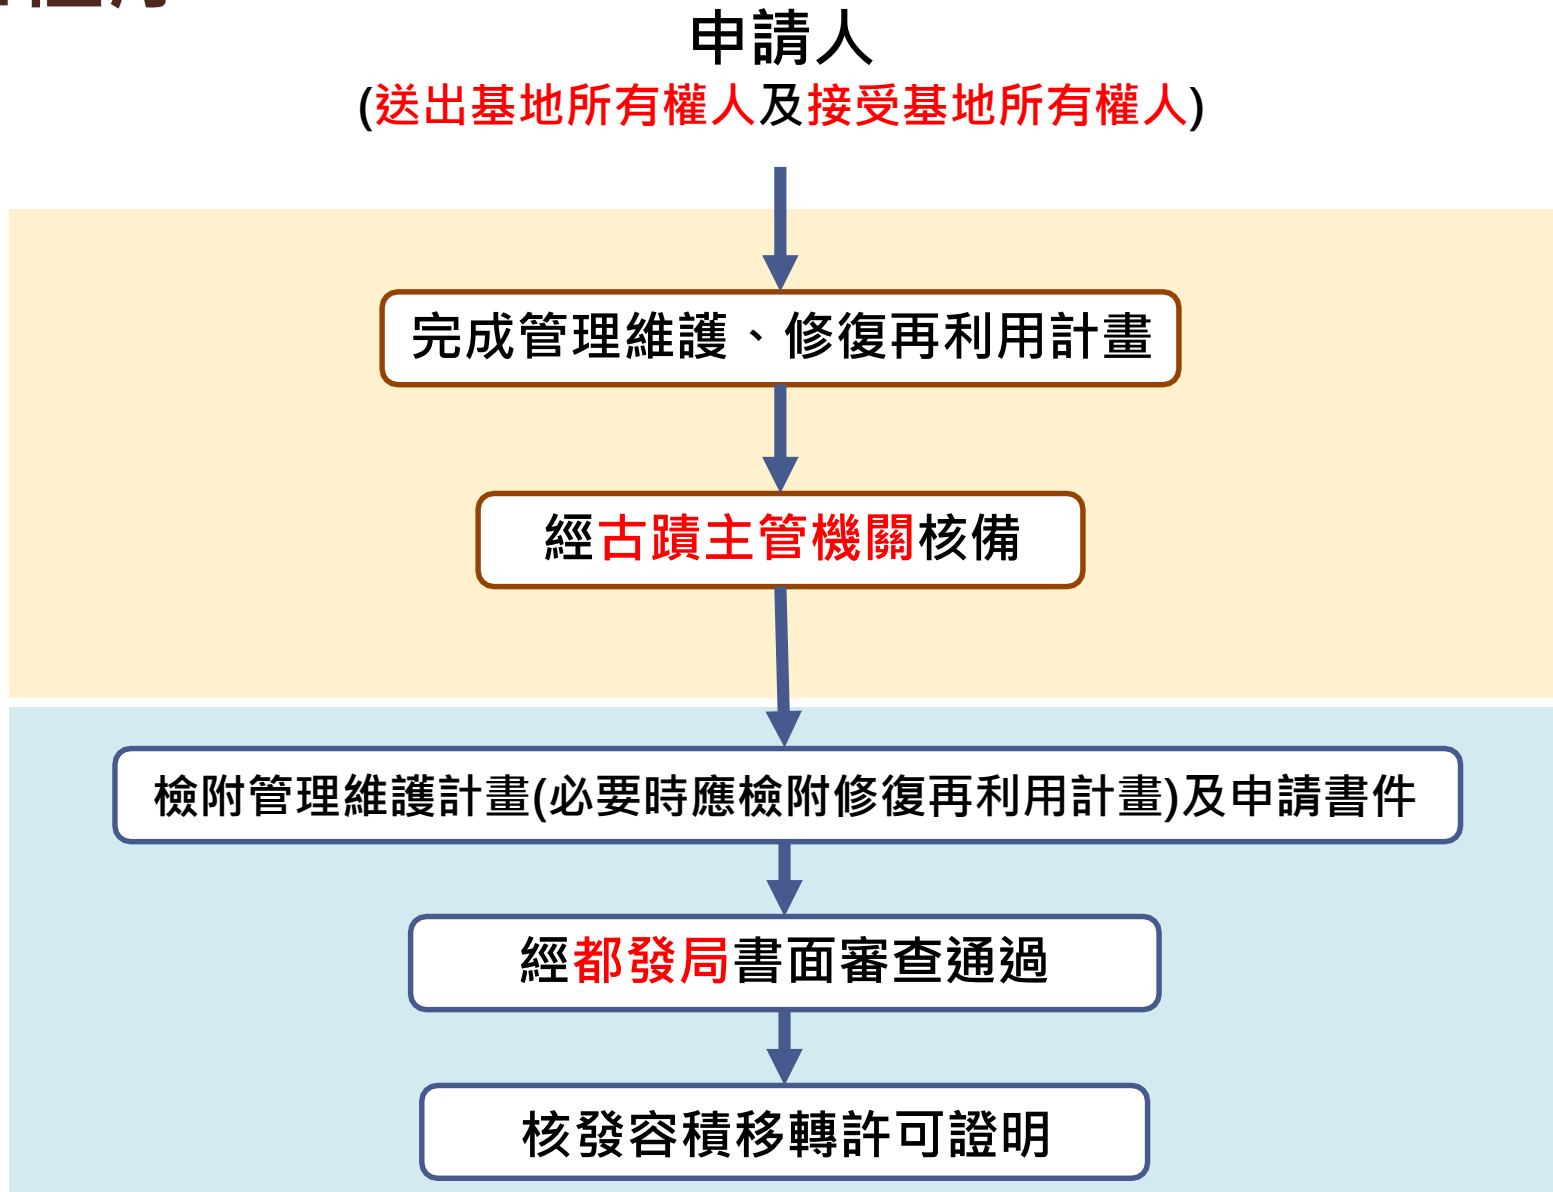 申請人
(送出基地所有權人及接受基地所有權人)
完成管理維護、修復再利用計畫
經古蹟主管機關核備
檢附管理維護計畫(必要時應檢附修復再利用計畫)及申請書件
經都發局書面審查通過
核發容積移轉許可證明